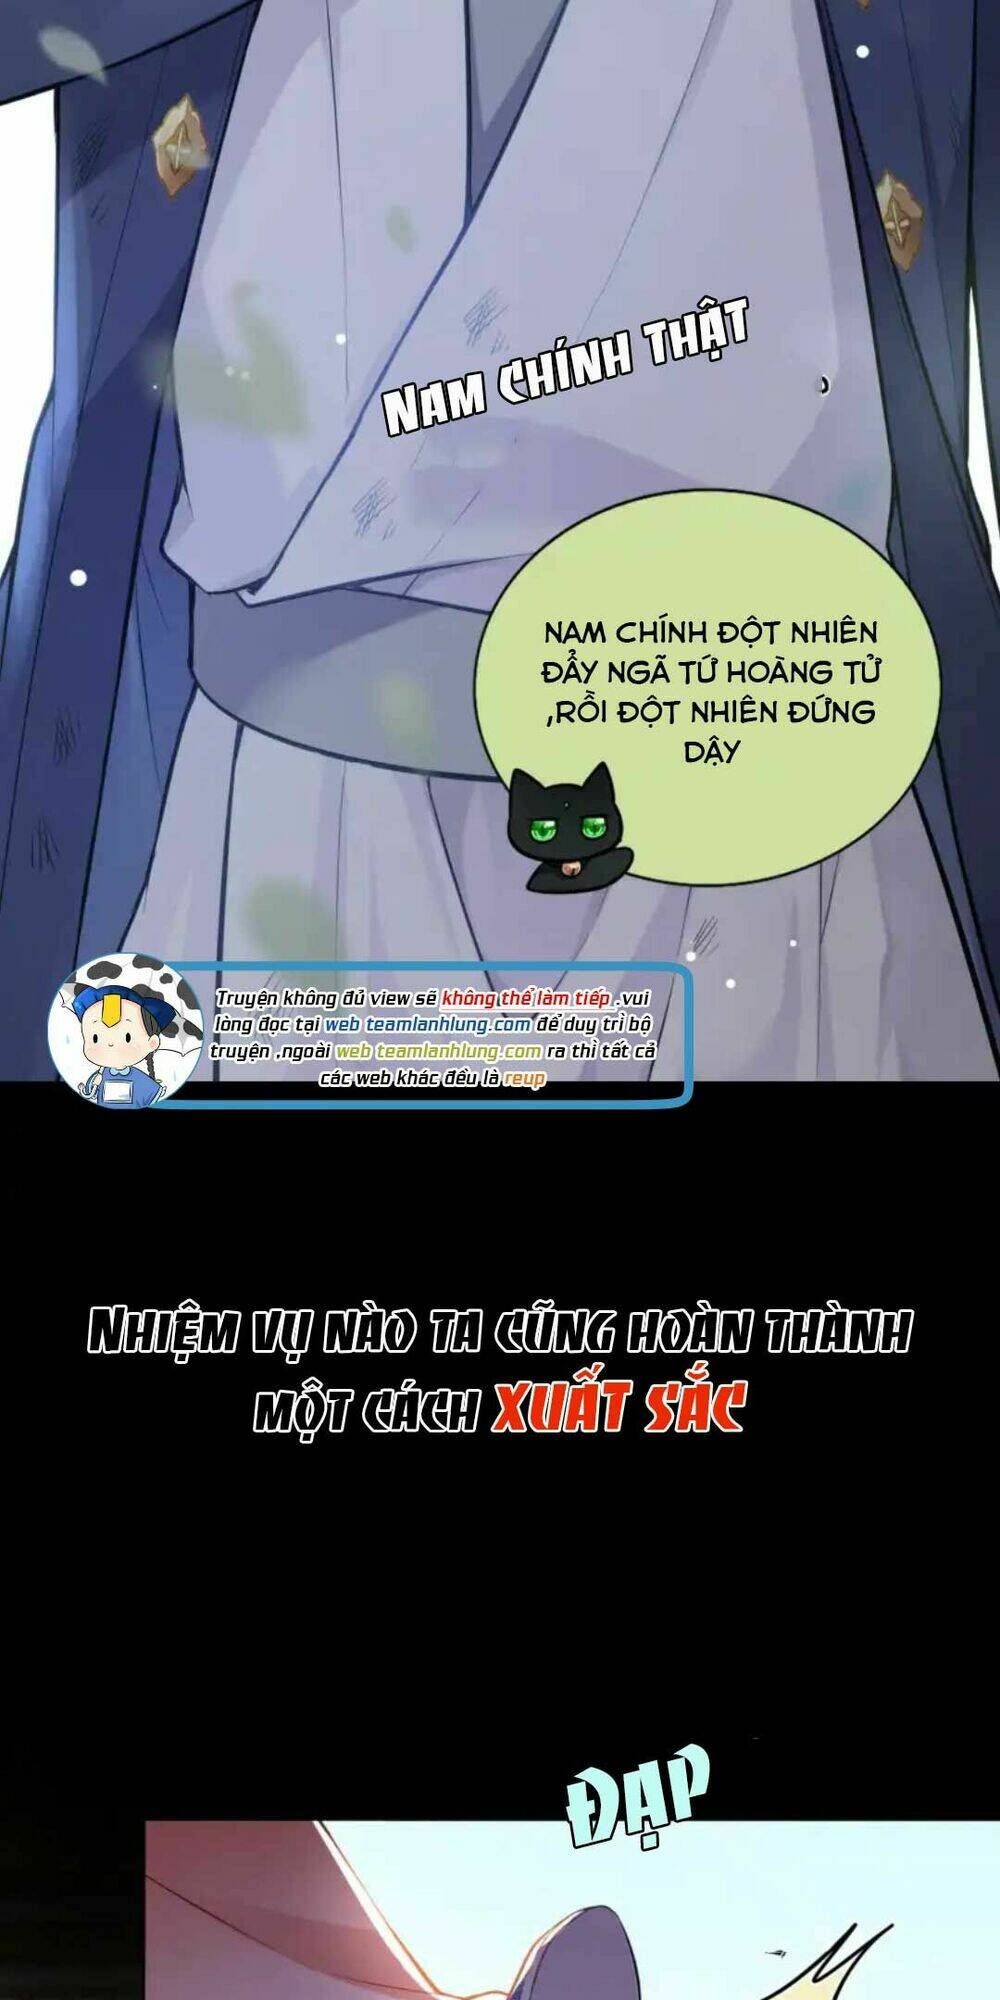 NAM CHÍNH THẬT
NAM CHÍNH ĐỘT NHIÊN
ĐẨY NGÃ TỨ HOÀNG TỬ
,RỒI ĐỘT NHIÊN ĐỨNG
DẬY
Truyện không đủ view sẽ không thể làm tiếp .vui
lòng đọc tại web teamlanhlung.com để duy trì bộ
truyện ,ngoài web teamlanhlung.com ra thì tất cả
các web khác đều là reup
NHIỆM VỤ NÀO TA CŨNG HOÀN THÀNH
MỘT CÁCH XUẤT SẮC
ĐẠP